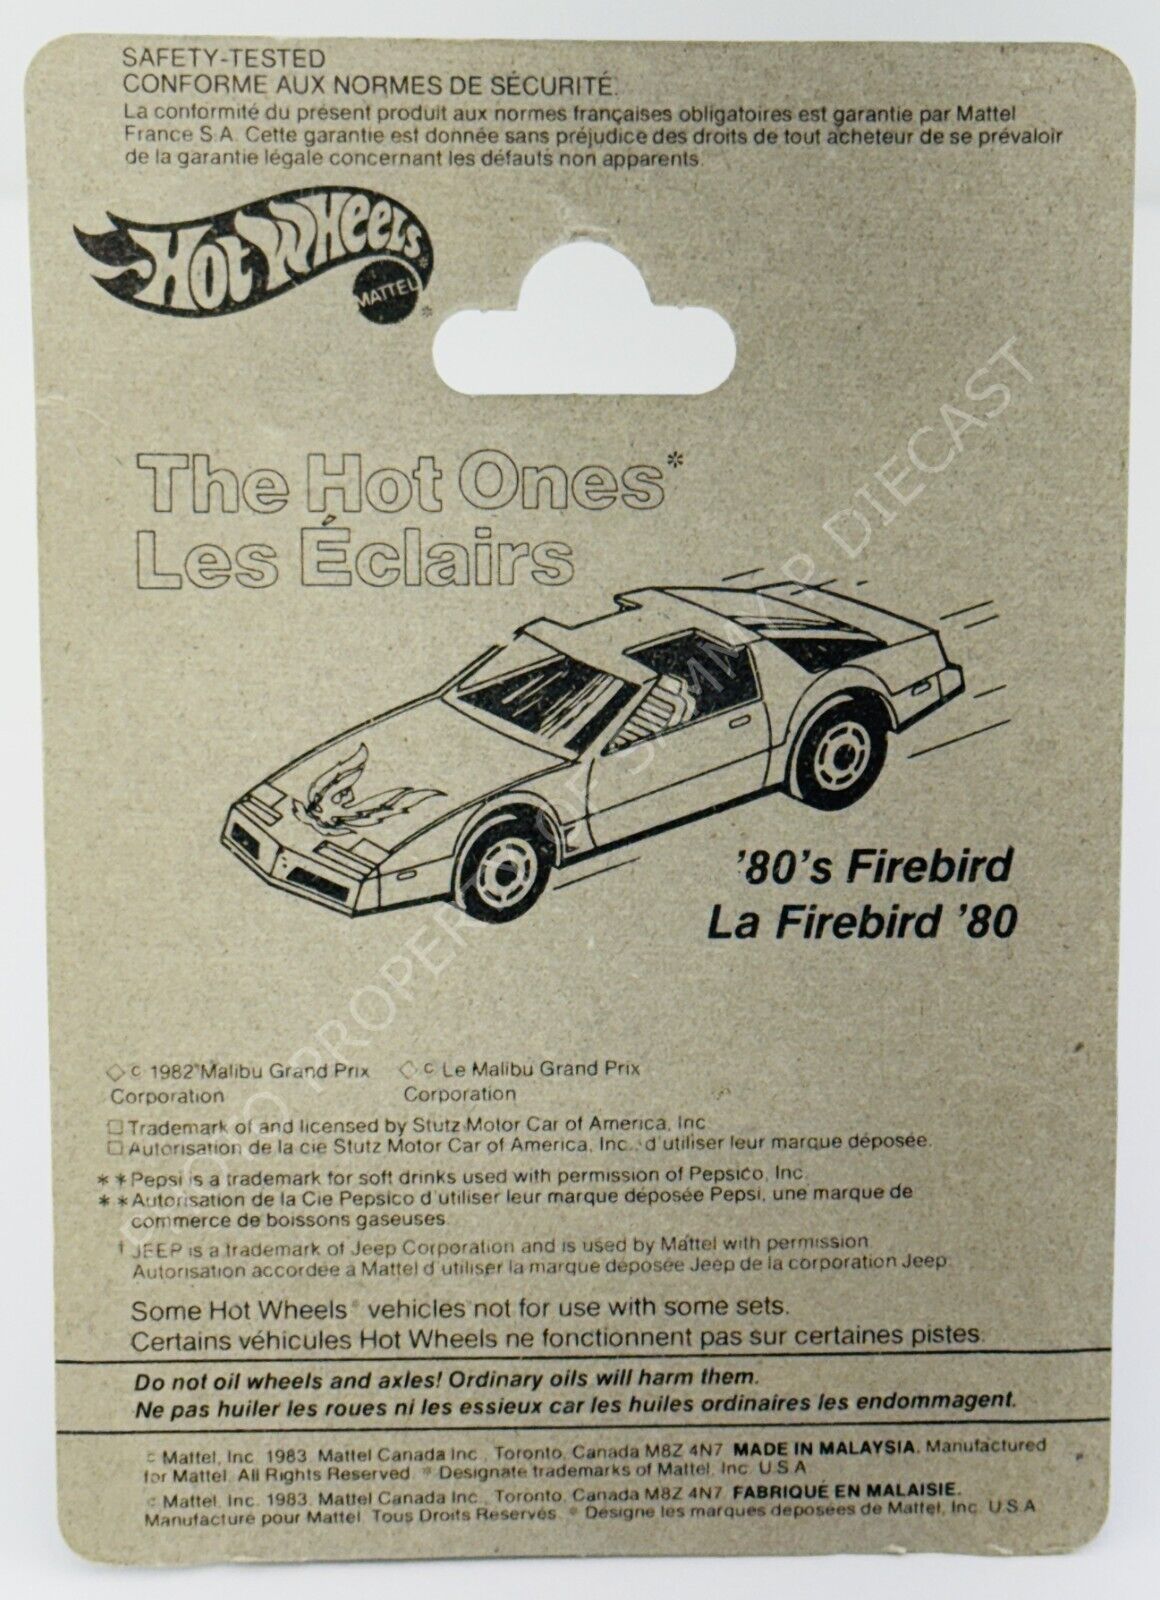 SAFETY-TESTED
CONFORME AUX NORMES DE SÉCURITÉ.
La conformité du présent produit aux normes françaises obligatoires est garantie par Mattel
France S.A. Cette garantie est donnée sans préjudice des droits de tout acheteur de se prévaloir
de la garantie légale concernant les défauts non apparents.
HOT WHEELS*
MATTEL*
The Hot Ones*
Les Éclairs
'80's Firebird
La Firebird '80
◇ © 1982 Malibu Grand Prix
Corporation
◇ © Le Malibu Grand Prix
Corporation
□ Trademark of and licensed by Stutz Motor Car of America, Inc.
□ Autorisation de la cie Stutz Motor Car of America, Inc., d'utiliser leur marque déposée.
* * Pepsi is a trademark for soft drinks used with permission of Pepsico, Inc.
* * Autorisation de la Cie Pepsico d'utiliser leur marque déposée Pepsi, une marque de
commerce de boissons gaseuses.
† JEEP is a trademark of Jeep Corporation and is used by Mattel with permission.
Autorisation accordée à Mattel d'utiliser la marque déposée Jeep de la corporation Jeep.
Some Hot Wheels* vehicles not for use with some sets.
Certains véhicules Hot Wheels ne fonctionnent pas sur certaines pistes.
Do not oil wheels and axles! Ordinary oils will harm them.
Ne pas huiler les roues ni les essieux car les huiles ordinaires les endommagent.
© Mattel, Inc. 1983. Mattel Canada Inc., Toronto, Canada M8Z 4N7. MADE IN MALAYSIA. Manufactured
for Mattel. All Rights Reserved. * Designate trademarks of Mattel, Inc. U.S.A.
© Mattel, Inc. 1983. Mattel Canada Inc., Toronto, Canada M8Z 4N7. FABRIQUÉ EN MALAISIE.
Manufacturé pour Mattel. Tous Droits Réservés. * Designe les marques déposées de Mattel, Inc. U.S.A.
PHOTO PROPERTY OF SHMMR DIECAST